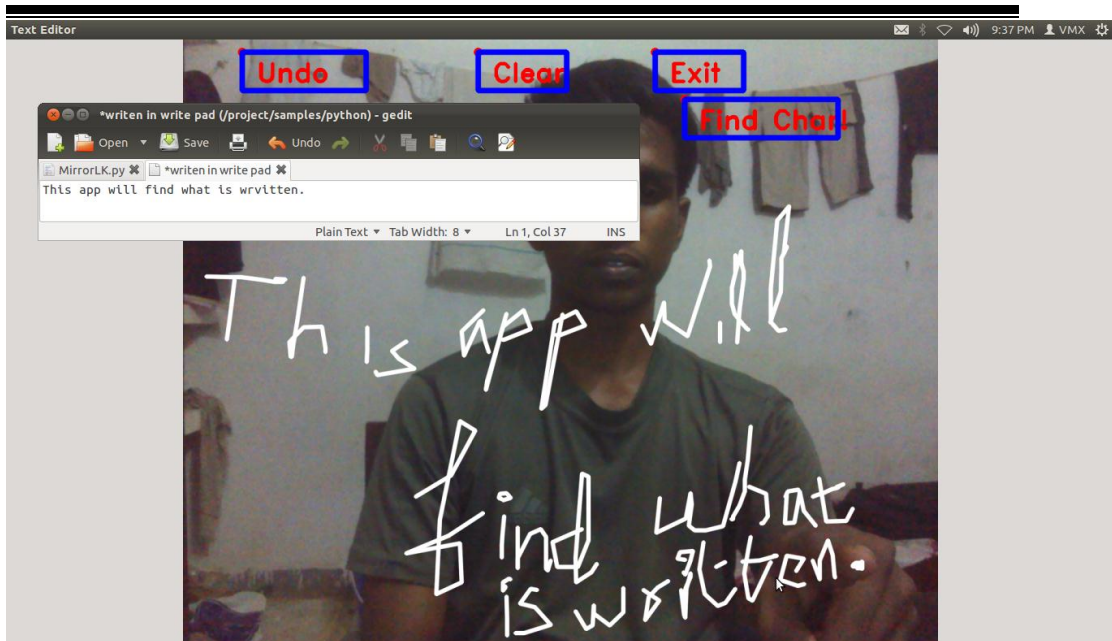 Text Editor 9:37 PM VMX
Undo Clear Exit
Find Charl
*writen in write pad (/project/samples/python) - gedit
Open Save Undo
MirrorLK.py *writen in write pad
This app will find what is wrvitten.
Plain Text Tab Width: 8 Ln 1, Col 37 INS
This app will
find what
is written.